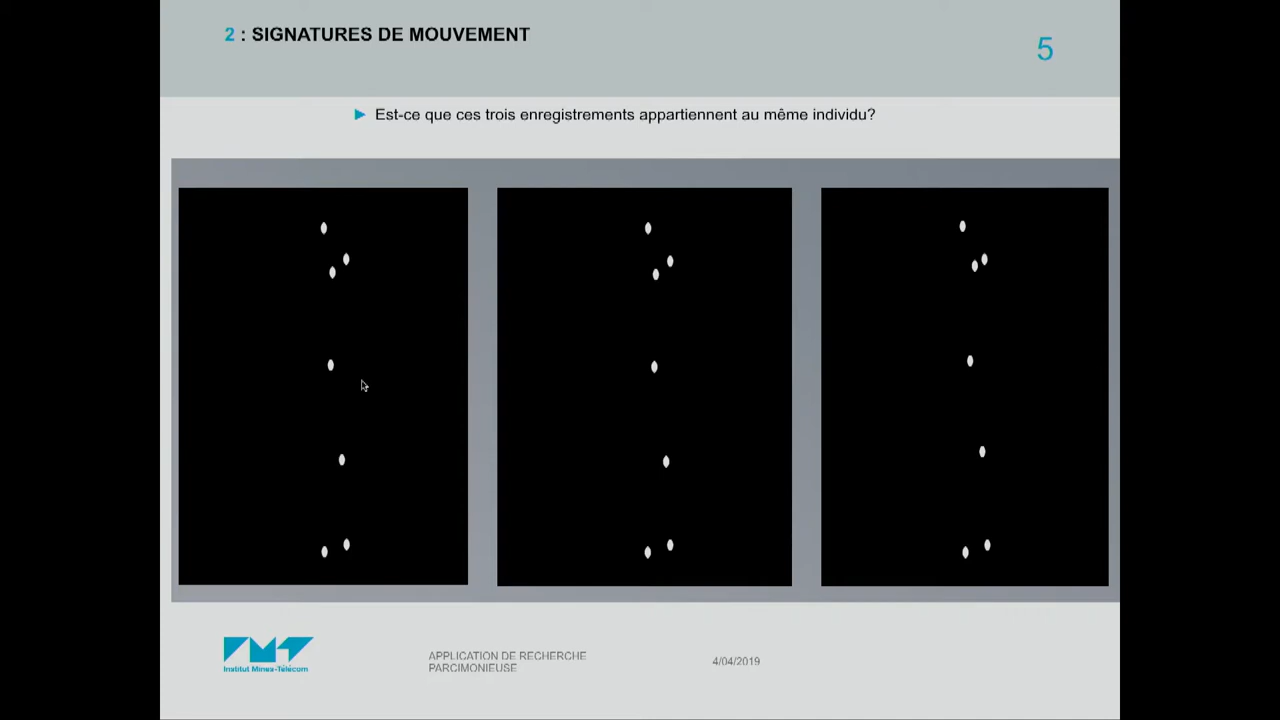 2 : SIGNATURES DE MOUVEMENT
5
Est-ce que ces trois enregistrements appartiennent au même individu?
Institut Mines-Télécom
APPLICATION DE RECHERCHE
PARCIMONIEUSE
4/04/2019